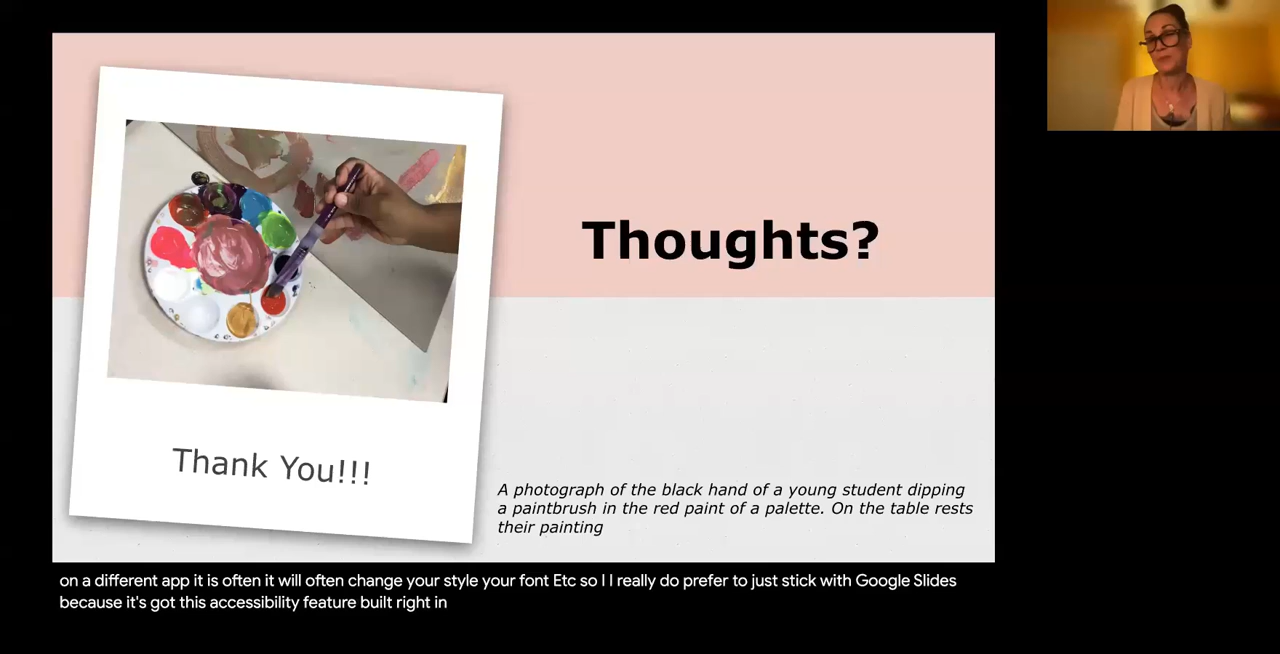 Thoughts?
Thank You!!!
A photograph of the black hand of a young student dipping
a paintbrush in the red paint of a palette. On the table rests
their painting
on a different app it is often it will often change your style your font Etc so I I really do prefer to just stick with Google Slides
because it's got this accessibility feature built right in